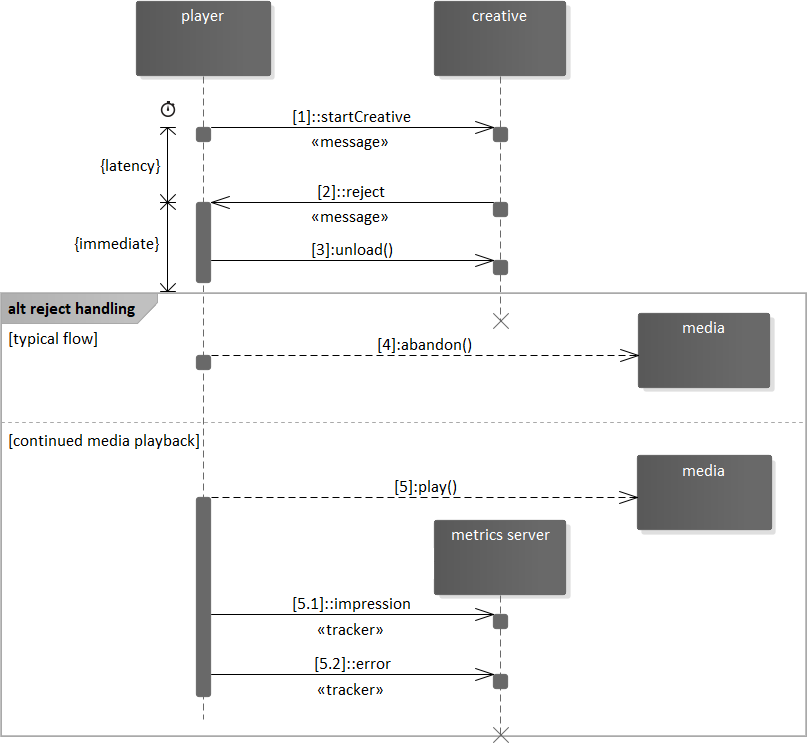 player
creative
[1]::startCreative
«message»
{latency}
[2]::reject
«message»
{immediate}
[3]:unload()
alt reject handling
[typical flow]
media
[4]:abandon()
[continued media playback]
media
[5]:play()
metrics server
[5.1]::impression
«tracker»
[5.2]::error
«tracker»